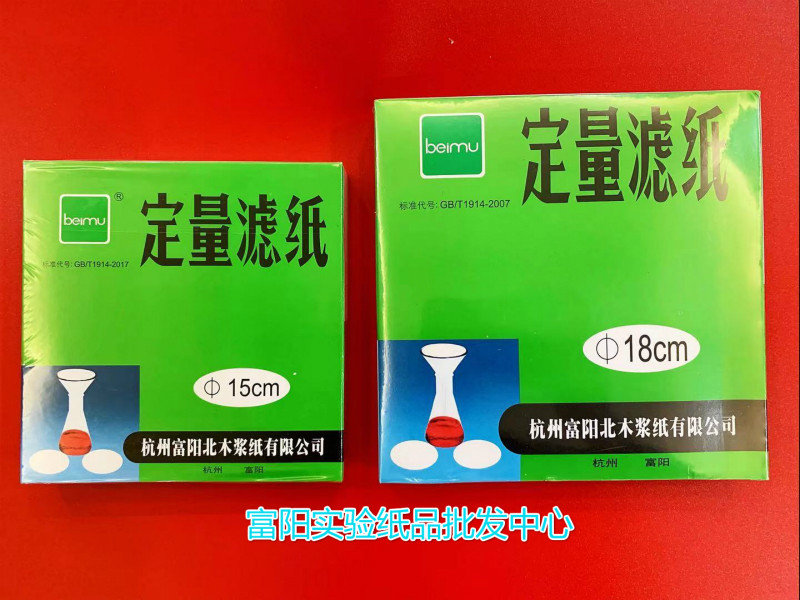 beimu
®
定量滤纸
标准代号: GB/T1914-2017
Φ 15cm
杭州富阳北木浆纸有限公司
杭州 富阳
beimu
定量滤纸
标准代号: GB/T1914-2007
Φ 18cm
杭州富阳北木浆纸有限公司
杭州 富阳
富阳实验纸品批发中心